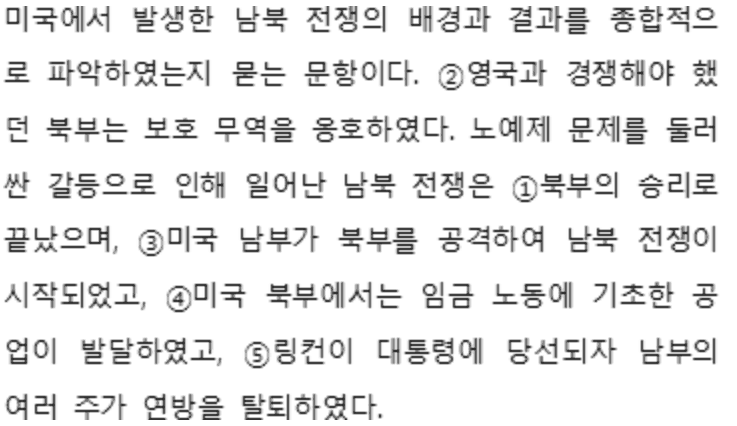 미국에서 발생한 남북 전쟁의 배경과 결과를 종합적으
로 파악하였는지 묻는 문항이다. ②영국과 경쟁해야 했
던 북부는 보호 무역을 옹호하였다. 노예제 문제를 둘러
싼 갈등으로 인해 일어난 남북 전쟁은 ①북부의 승리로
끝났으며, ③미국 남부가 북부를 공격하여 남북 전쟁이
시작되었고, ④미국 북부에서는 임금 노동에 기초한 공
업이 발달하였고, ⑤링컨이 대통령에 당선되자 남부의
여러 주가 연방을 탈퇴하였다.